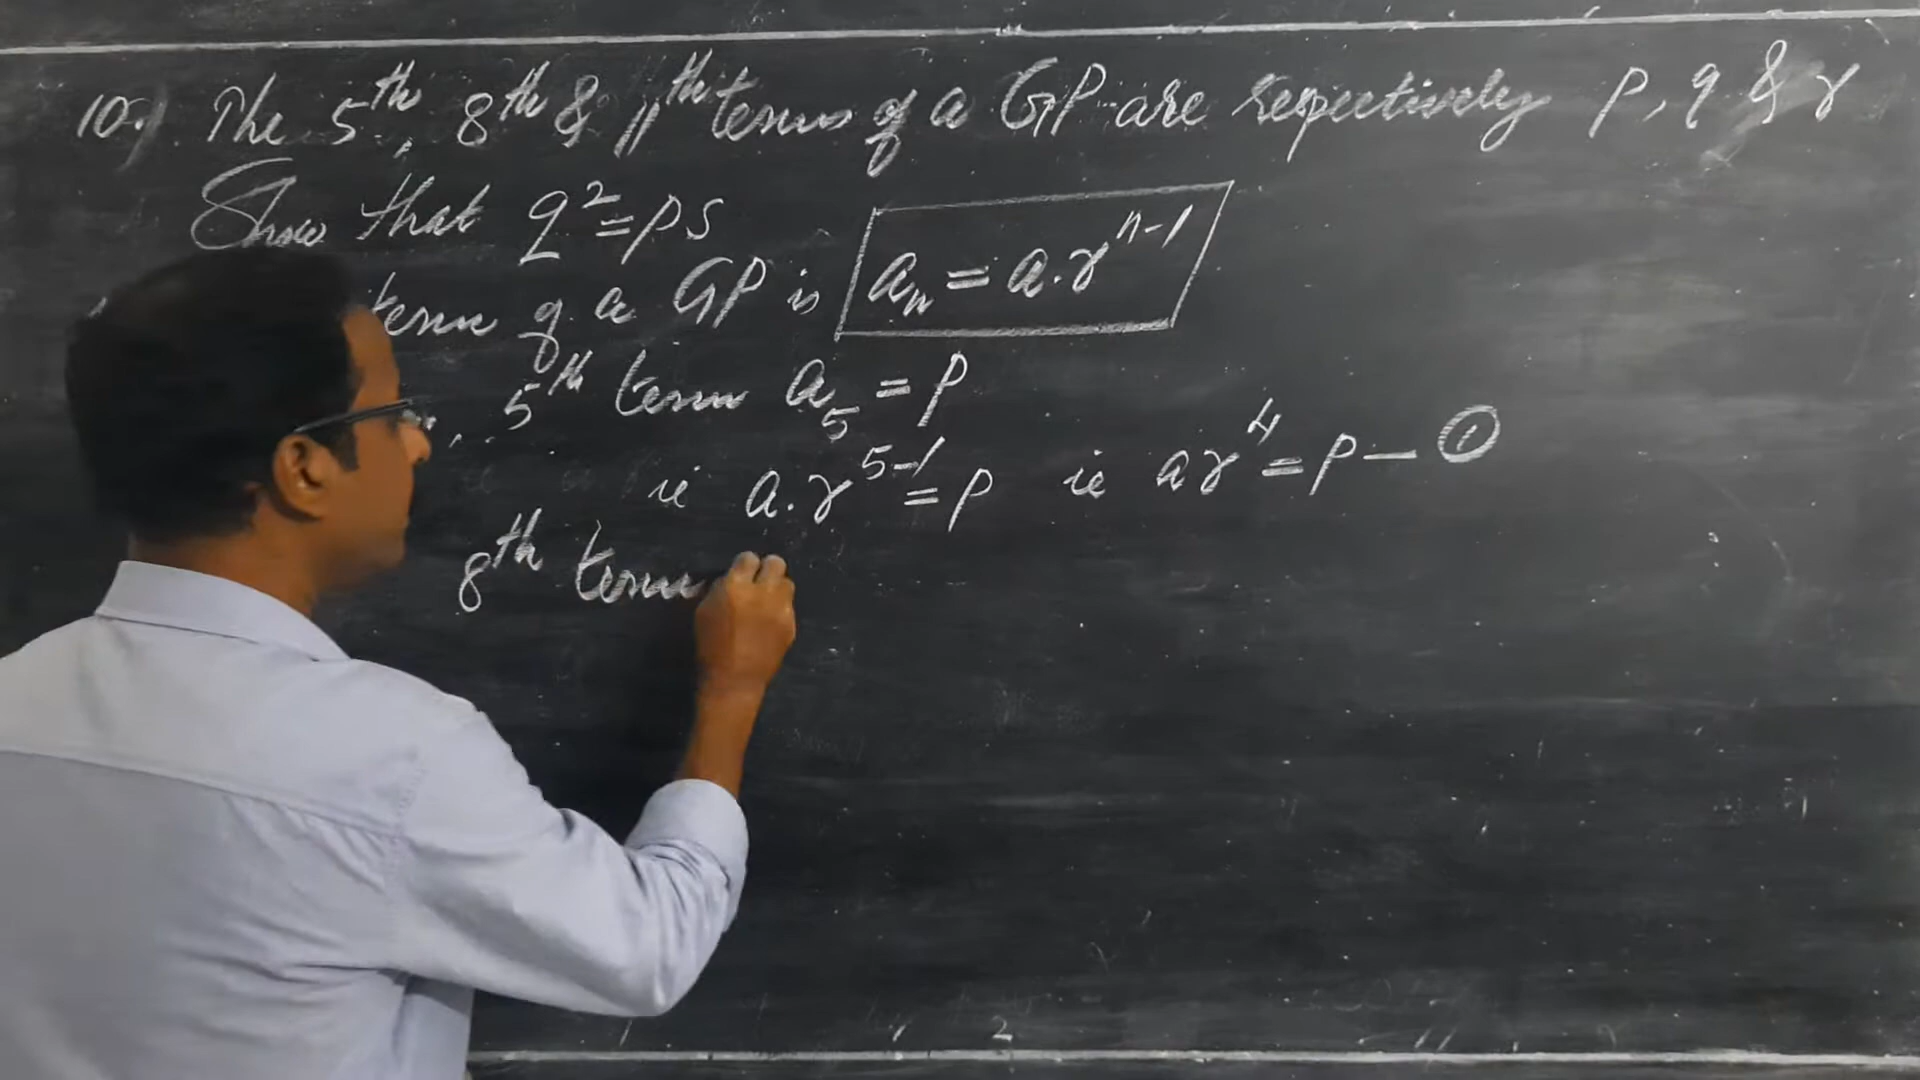 10.) The 5th, 8th & 11th terms of a GP are respectively p, q & r
Show that q² = ps
term of a GP is aₙ = a.rⁿ⁻¹
5th term a₅ = p
ie a.r⁵⁻¹ = p ie ar⁴ = p — ①
8th term